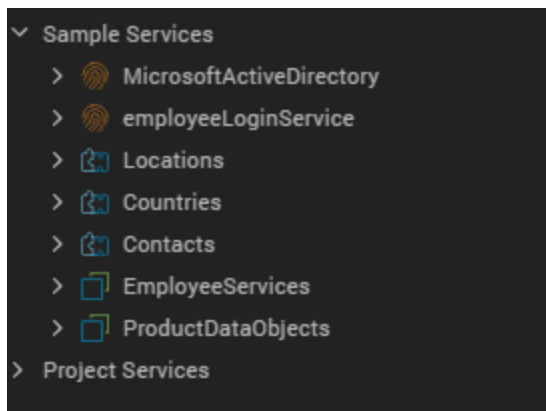 Sample Services
MicrosoftActiveDirectory
employeeLoginService
Locations
Countries
Contacts
EmployeeServices
ProductDataObjects
Project Services